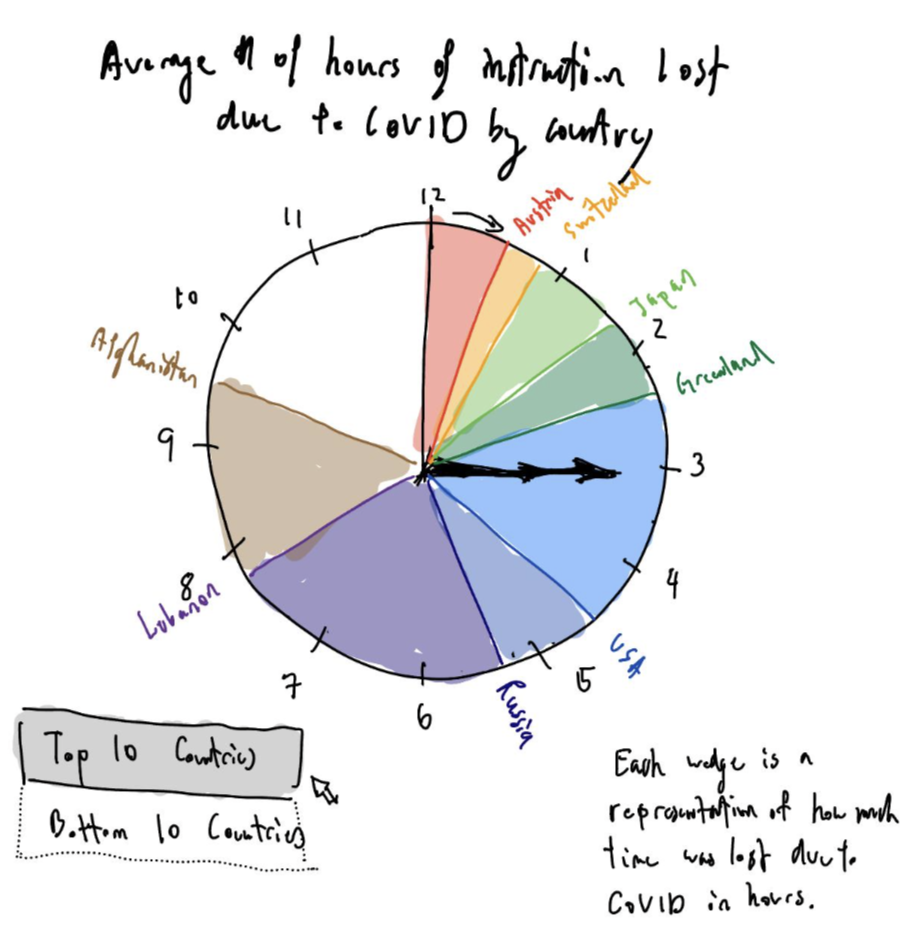 Average # of hours of instruction lost
due to COVID by country
12
Austria
Switzerland
11
1
10
Japan
2
Afghanistan
Greenland
9
3
8
4
Lubanon
USA
7
5
Russia
6
Top 10 Countries
Bottom 10 Countries
Each wedge is a
representation of how much
time was lost due to
COVID in hours.